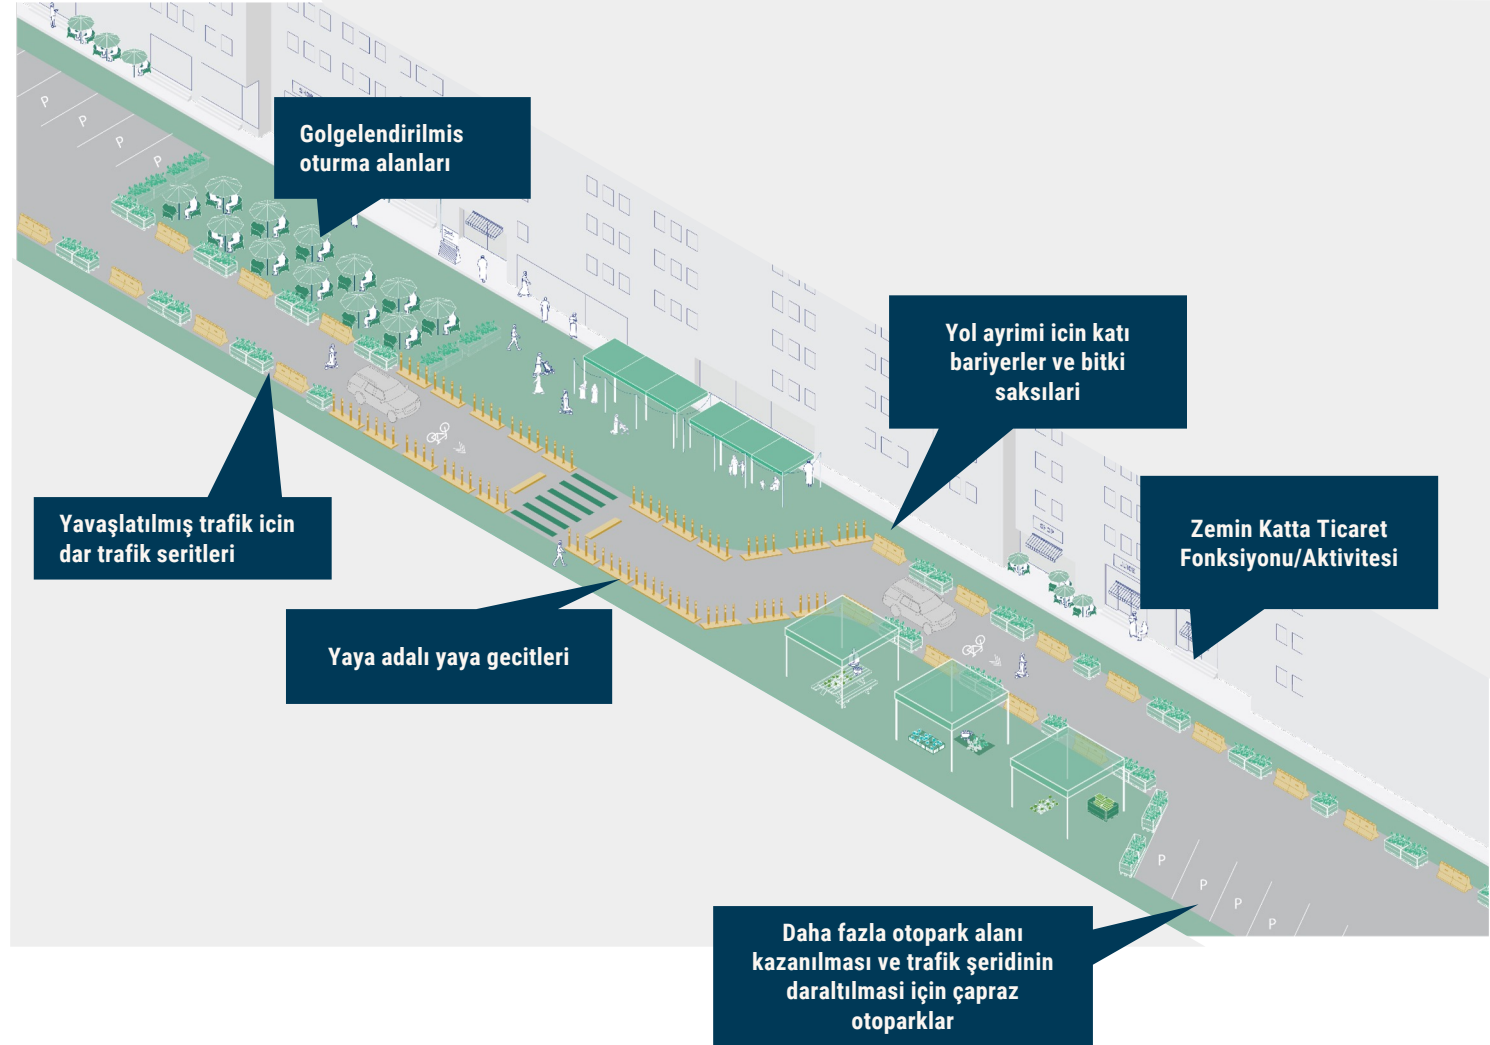 P
P
P
P
Golgelendirilmis
oturma alanları
Yol ayrimi icin katı
bariyerler ve bitki
saksılari
Yavaşlatılmış trafik icin
dar trafik seritleri
Zemin Katta Ticaret
Fonksiyonu/Aktivitesi
Yaya adalı yaya gecitleri
P
P
P
P
Daha fazla otopark alanı
kazanılması ve trafik şeridinin
daraltılmasi için çapraz
otoparklar